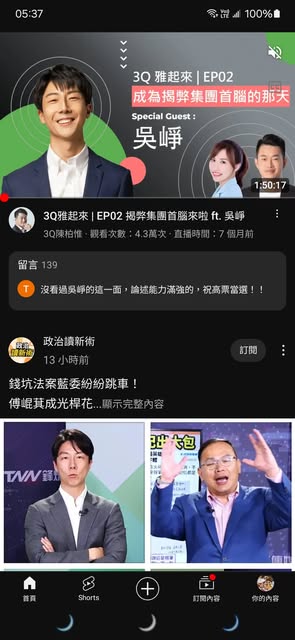 05:37
100%
3Q 雅起來 | EP02
成為揭弊集團首腦的那天
Special Guest :
吳崢
1:50:17
3Q雅起來 | EP02 揭弊集團首腦來啦 ft. 吳崢
3Q陳柏惟 · 觀看次數：4.3萬次 · 直播時間：7 個月前
留言 139
T
沒看過吳崢的這一面，論述能力滿強的，祝高票當選！！
政治讀新術
13 小時前
訂閱
錢坑法案藍委紛紛跳車！
傅崐萁成光桿花...顯示完整內容
TNN
出大包
首頁
Shorts
訂閱內容
你的內容